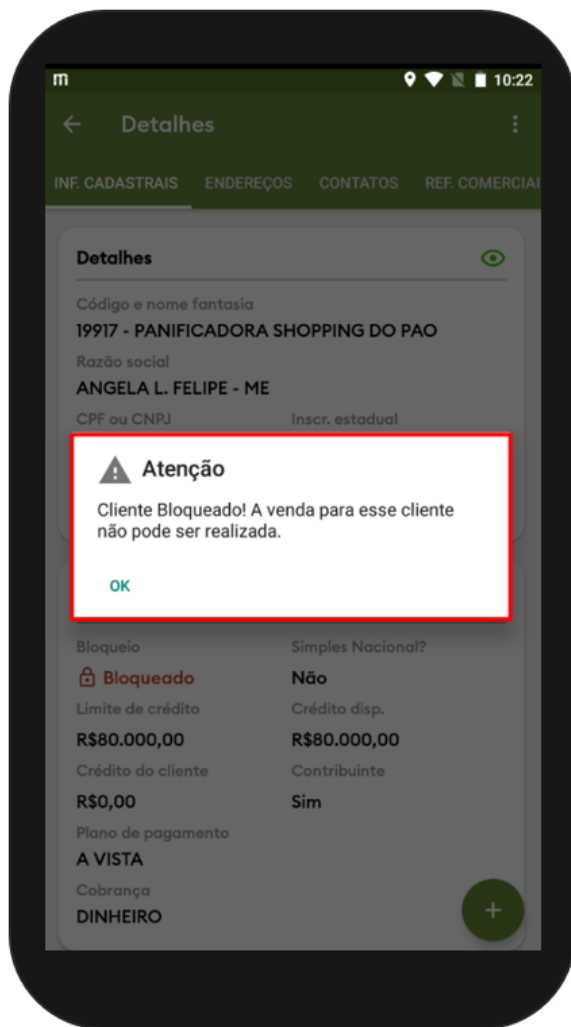 m 10:22
Detalhes
INF. CADASTRAIS ENDEREÇOS CONTATOS REF. COMERCIAI
Detalhes
Código e nome fantasia
19917 - PANIFICADORA SHOPPING DO PAO
Razão social
ANGELA L. FELIPE - ME
CPF ou CNPJ Inscr. estadual
Atenção
Cliente Bloqueado! A venda para esse cliente
não pode ser realizada.
OK
Bloqueio Simples Nacional?
Bloqueado Não
Limite de crédito Crédito disp.
R$80.000,00 R$80.000,00
Crédito do cliente Contribuinte
R$0,00 Sim
Plano de pagamento
A VISTA
Cobrança
DINHEIRO